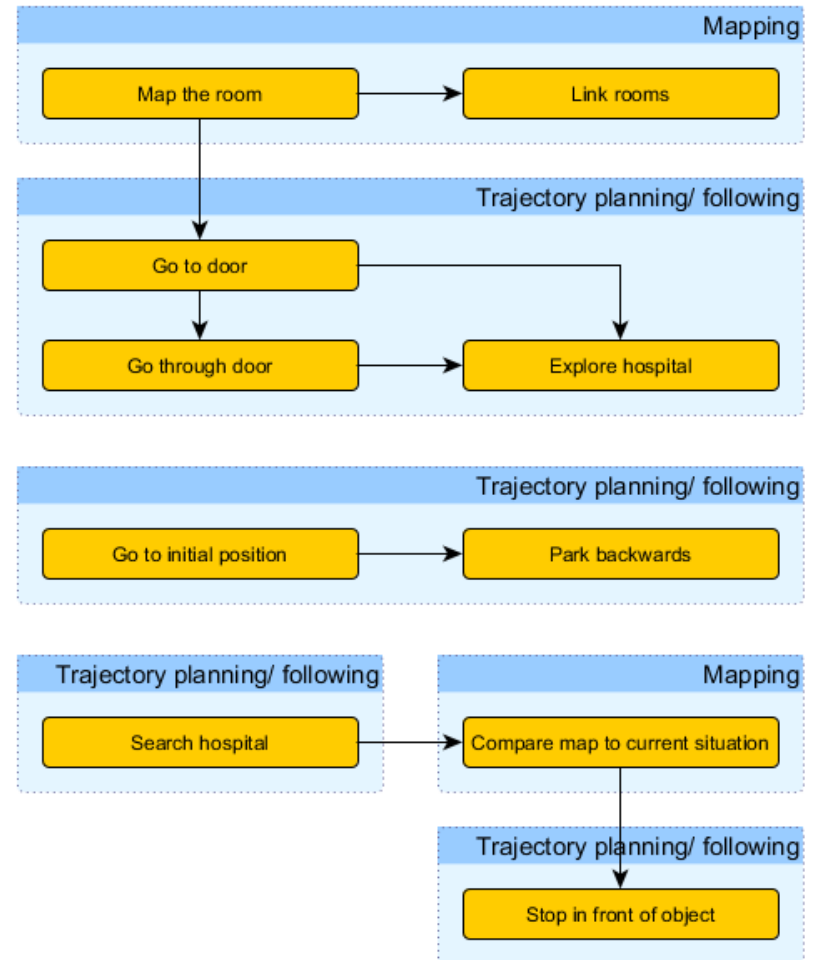 Mapping
Map the room
Link rooms
Trajectory planning/ following
Go to door
Go through door
Explore hospital
Trajectory planning/ following
Go to initial position
Park backwards
Trajectory planning/ following
Mapping
Search hospital
Compare map to current situation
Trajectory planning/ following
Stop in front of object